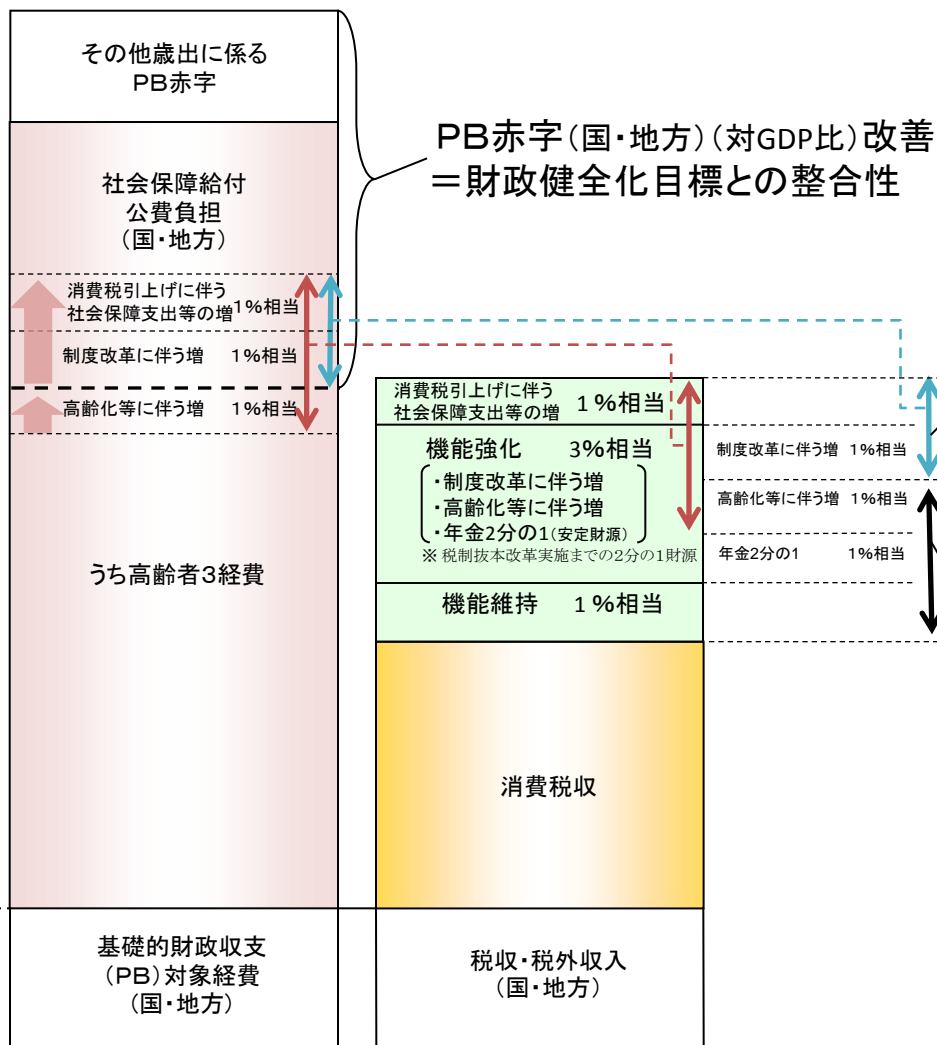 その他歳出に係る
PB赤字
PB赤字(国・地方)(対GDP比)改善
=財政健全化目標との整合性
社会保障給付
公費負担
(国・地方)
消費税引上げに伴う
社会保障支出等の増 1%相当
制度改革に伴う増 1%相当
高齢化等に伴う増 1%相当
うち高齢者3経費
基礎的財政収支
(PB)対象経費
(国・地方)
消費税引上げに伴う
社会保障支出等の増 1%相当
機能強化 3%相当
・制度改革に伴う増
・高齢化等に伴う増
・年金2分の1(安定財源)
※ 税制抜本改革実施までの2分の1財源
機能維持 1%相当
消費税収
税収・税外収入
(国・地方)
制度改革に伴う増 1%相当
高齢化等に伴う増 1%相当
年金2分の1 1%相当